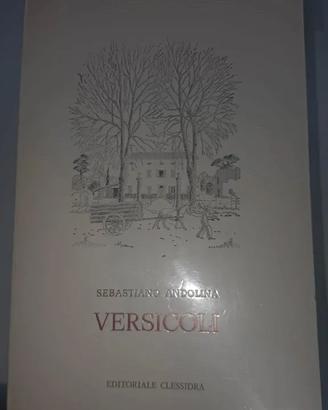 SEBASTIANO ANDOLINA
VERSICOLI
EDITORIALE CLESSIDRA